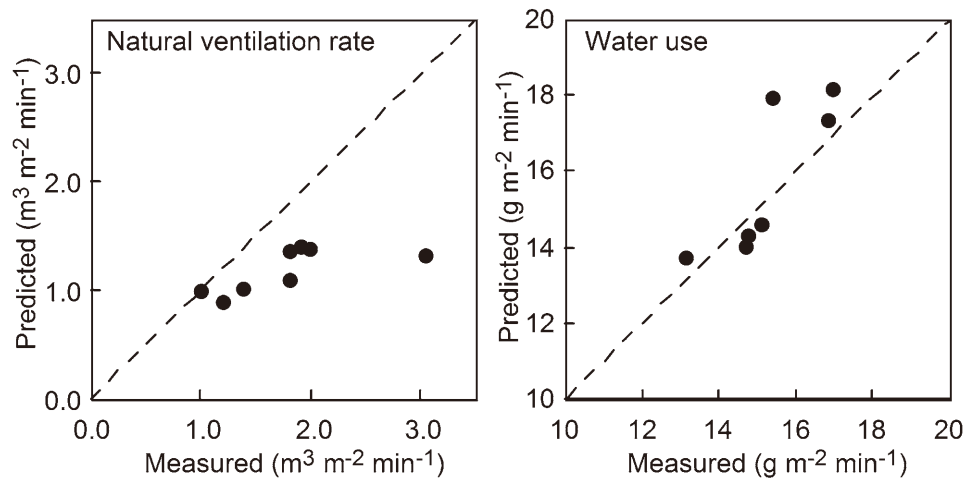 Natural ventilation rate
Predicted (m³ m⁻² min⁻¹)
3.0
2.0
1.0
0.0
0.0 1.0 2.0 3.0
Measured (m³ m⁻² min⁻¹)
Water use
Predicted (g m⁻² min⁻¹)
20
18
16
14
12
10
10 12 14 16 18 20
Measured (g m⁻² min⁻¹)